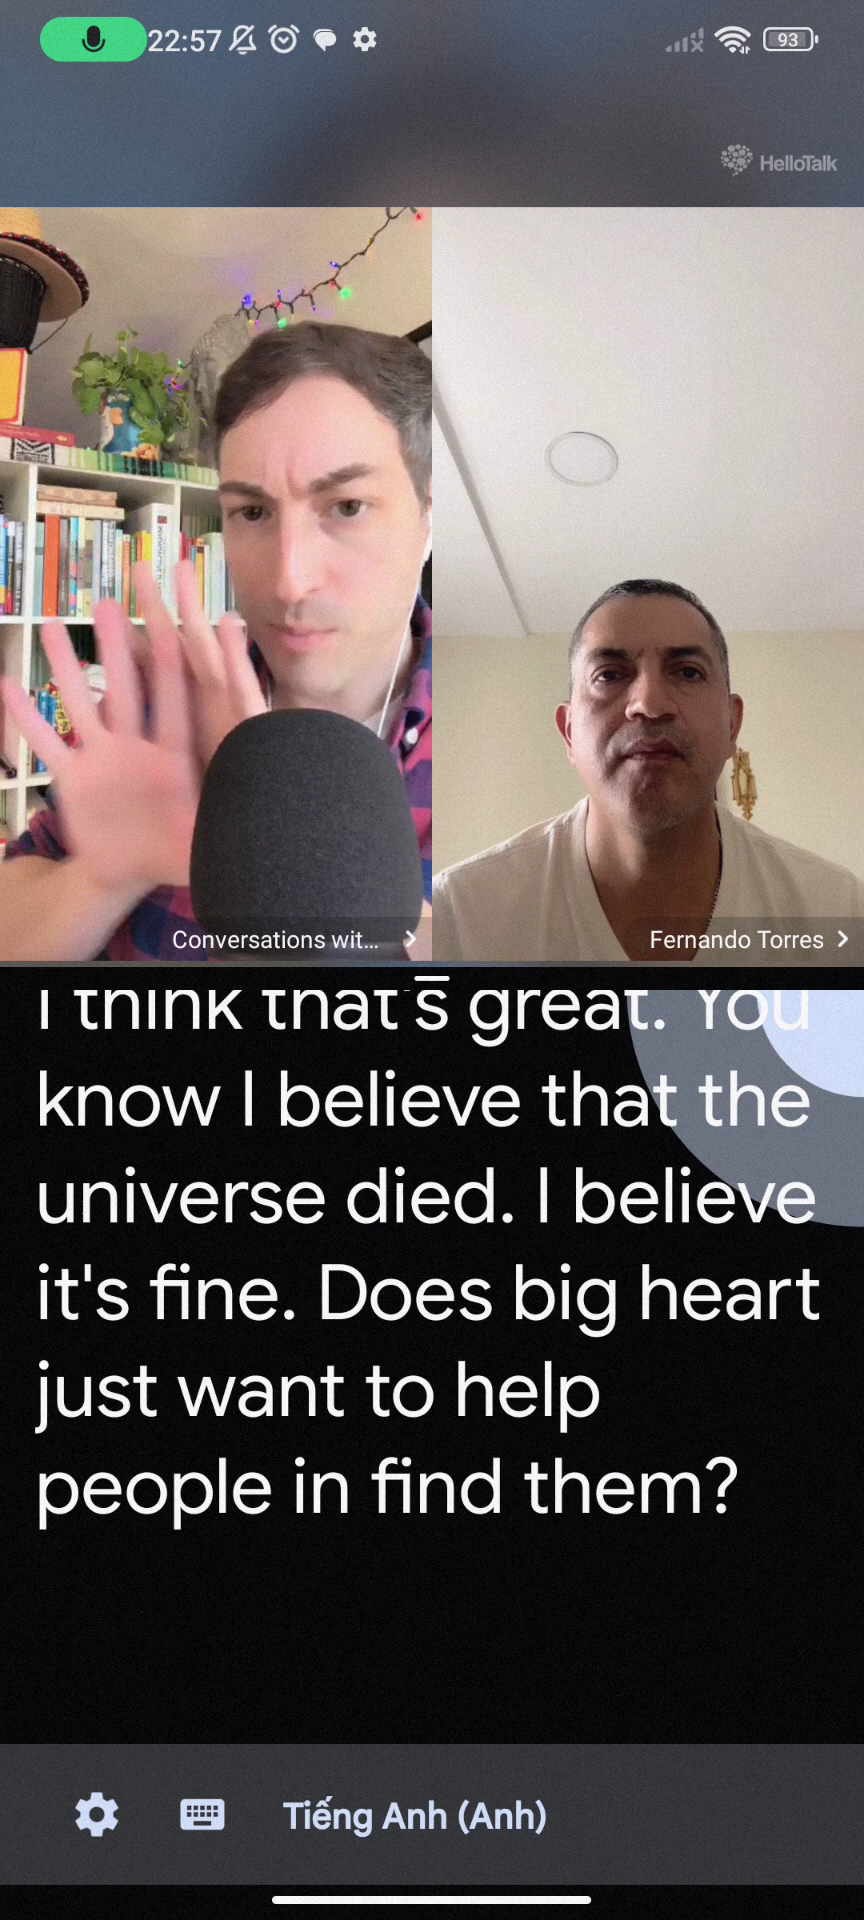 22:57
93
HelloTalk
Conversations wit...
Fernando Torres
I think that's great. You
know I believe that the
universe died. I believe
it's fine. Does big heart
just want to help
people in find them?
Tiếng Anh (Anh)